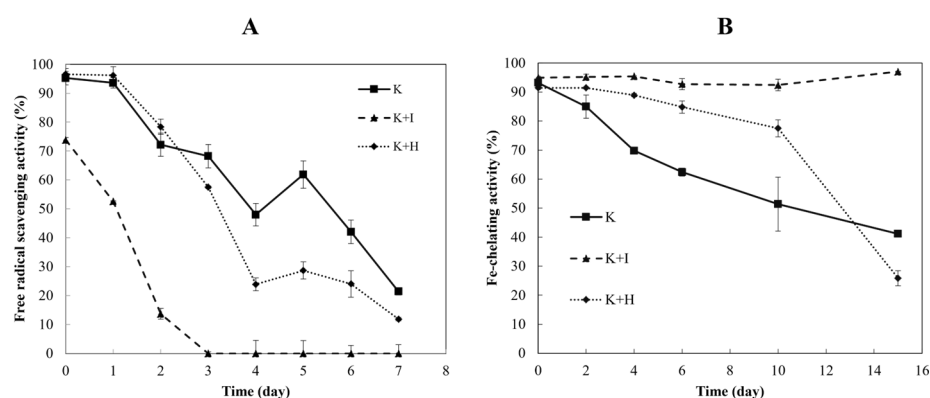 A
Free radical scavenging activity (%)
100
90
80
70
60
50
40
30
20
10
0
0 1 2 3 4 5 6 7 8
Time (day)
K
K+I
K+H
B
Fe-chelating activity (%)
100
90
80
70
60
50
40
30
20
10
0
0 2 4 6 8 10 12 14 16
Time (day)
K
K+I
K+H